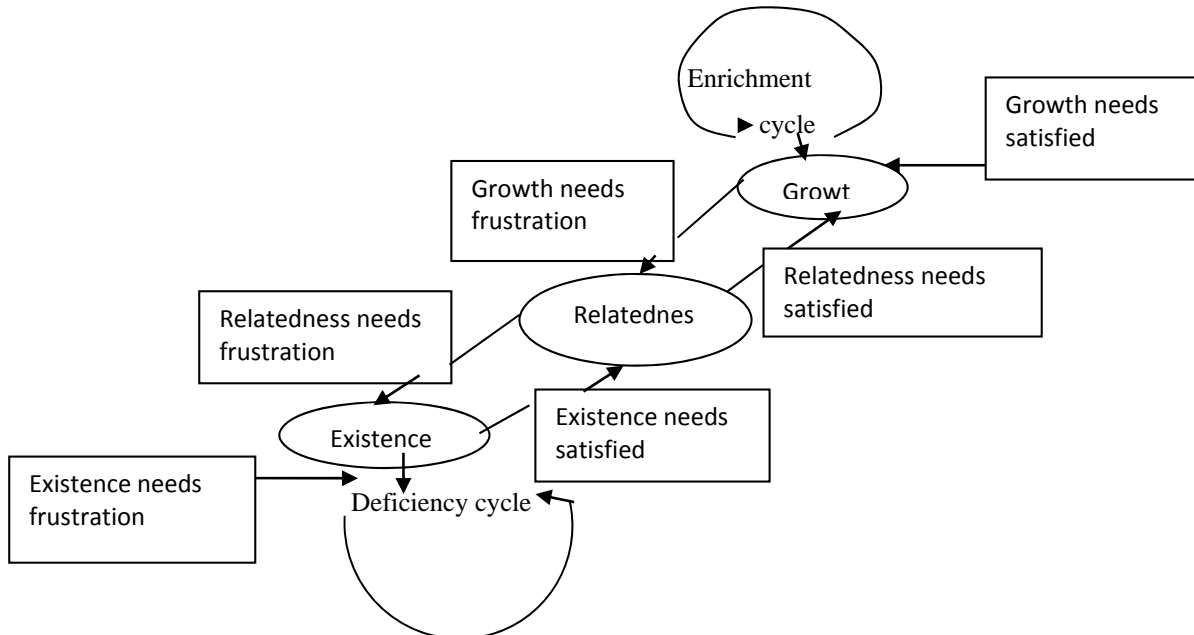 Enrichment
► cycle
Growth needs
satisfied
Growth needs
frustration
Growt
Relatedness needs
satisfied
Relatednes
Relatedness needs
frustration
Existence needs
satisfied
Existence
Existence needs
frustration
Deficiency cycle